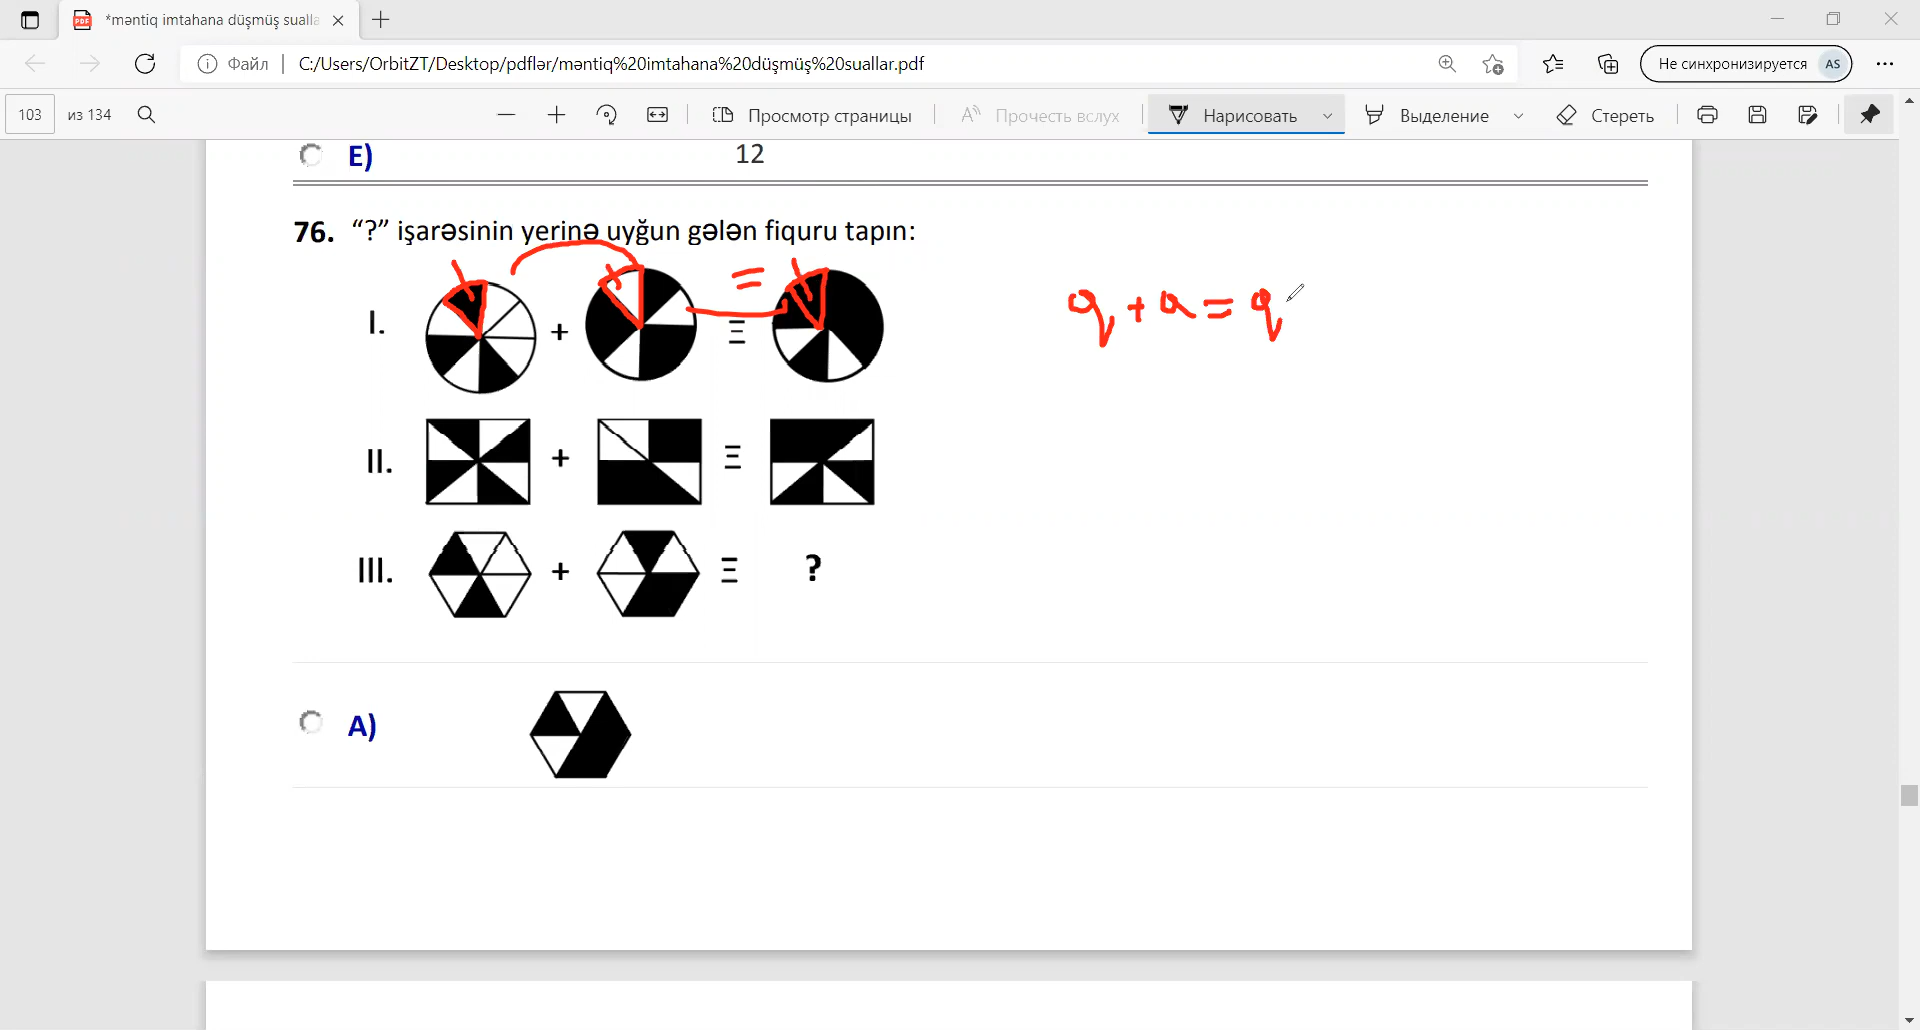 *məntiq imtahana düşmüş sualla
Файл
C:/Users/OrbitZT/Desktop/pdflər/məntiq%20imtahana%20düşmüş%20suallar.pdf
Не синхронизируется AS
103 из 134
Просмотр страницы
Прочесть вслух
Нарисовать
Выделение
Стереть
E) 12
76. “?” işarəsinin yerinə uyğun gələn fiquru tapın:
=
I. + Ξ
q + a = q
II. + Ξ
III. + Ξ ?
A)